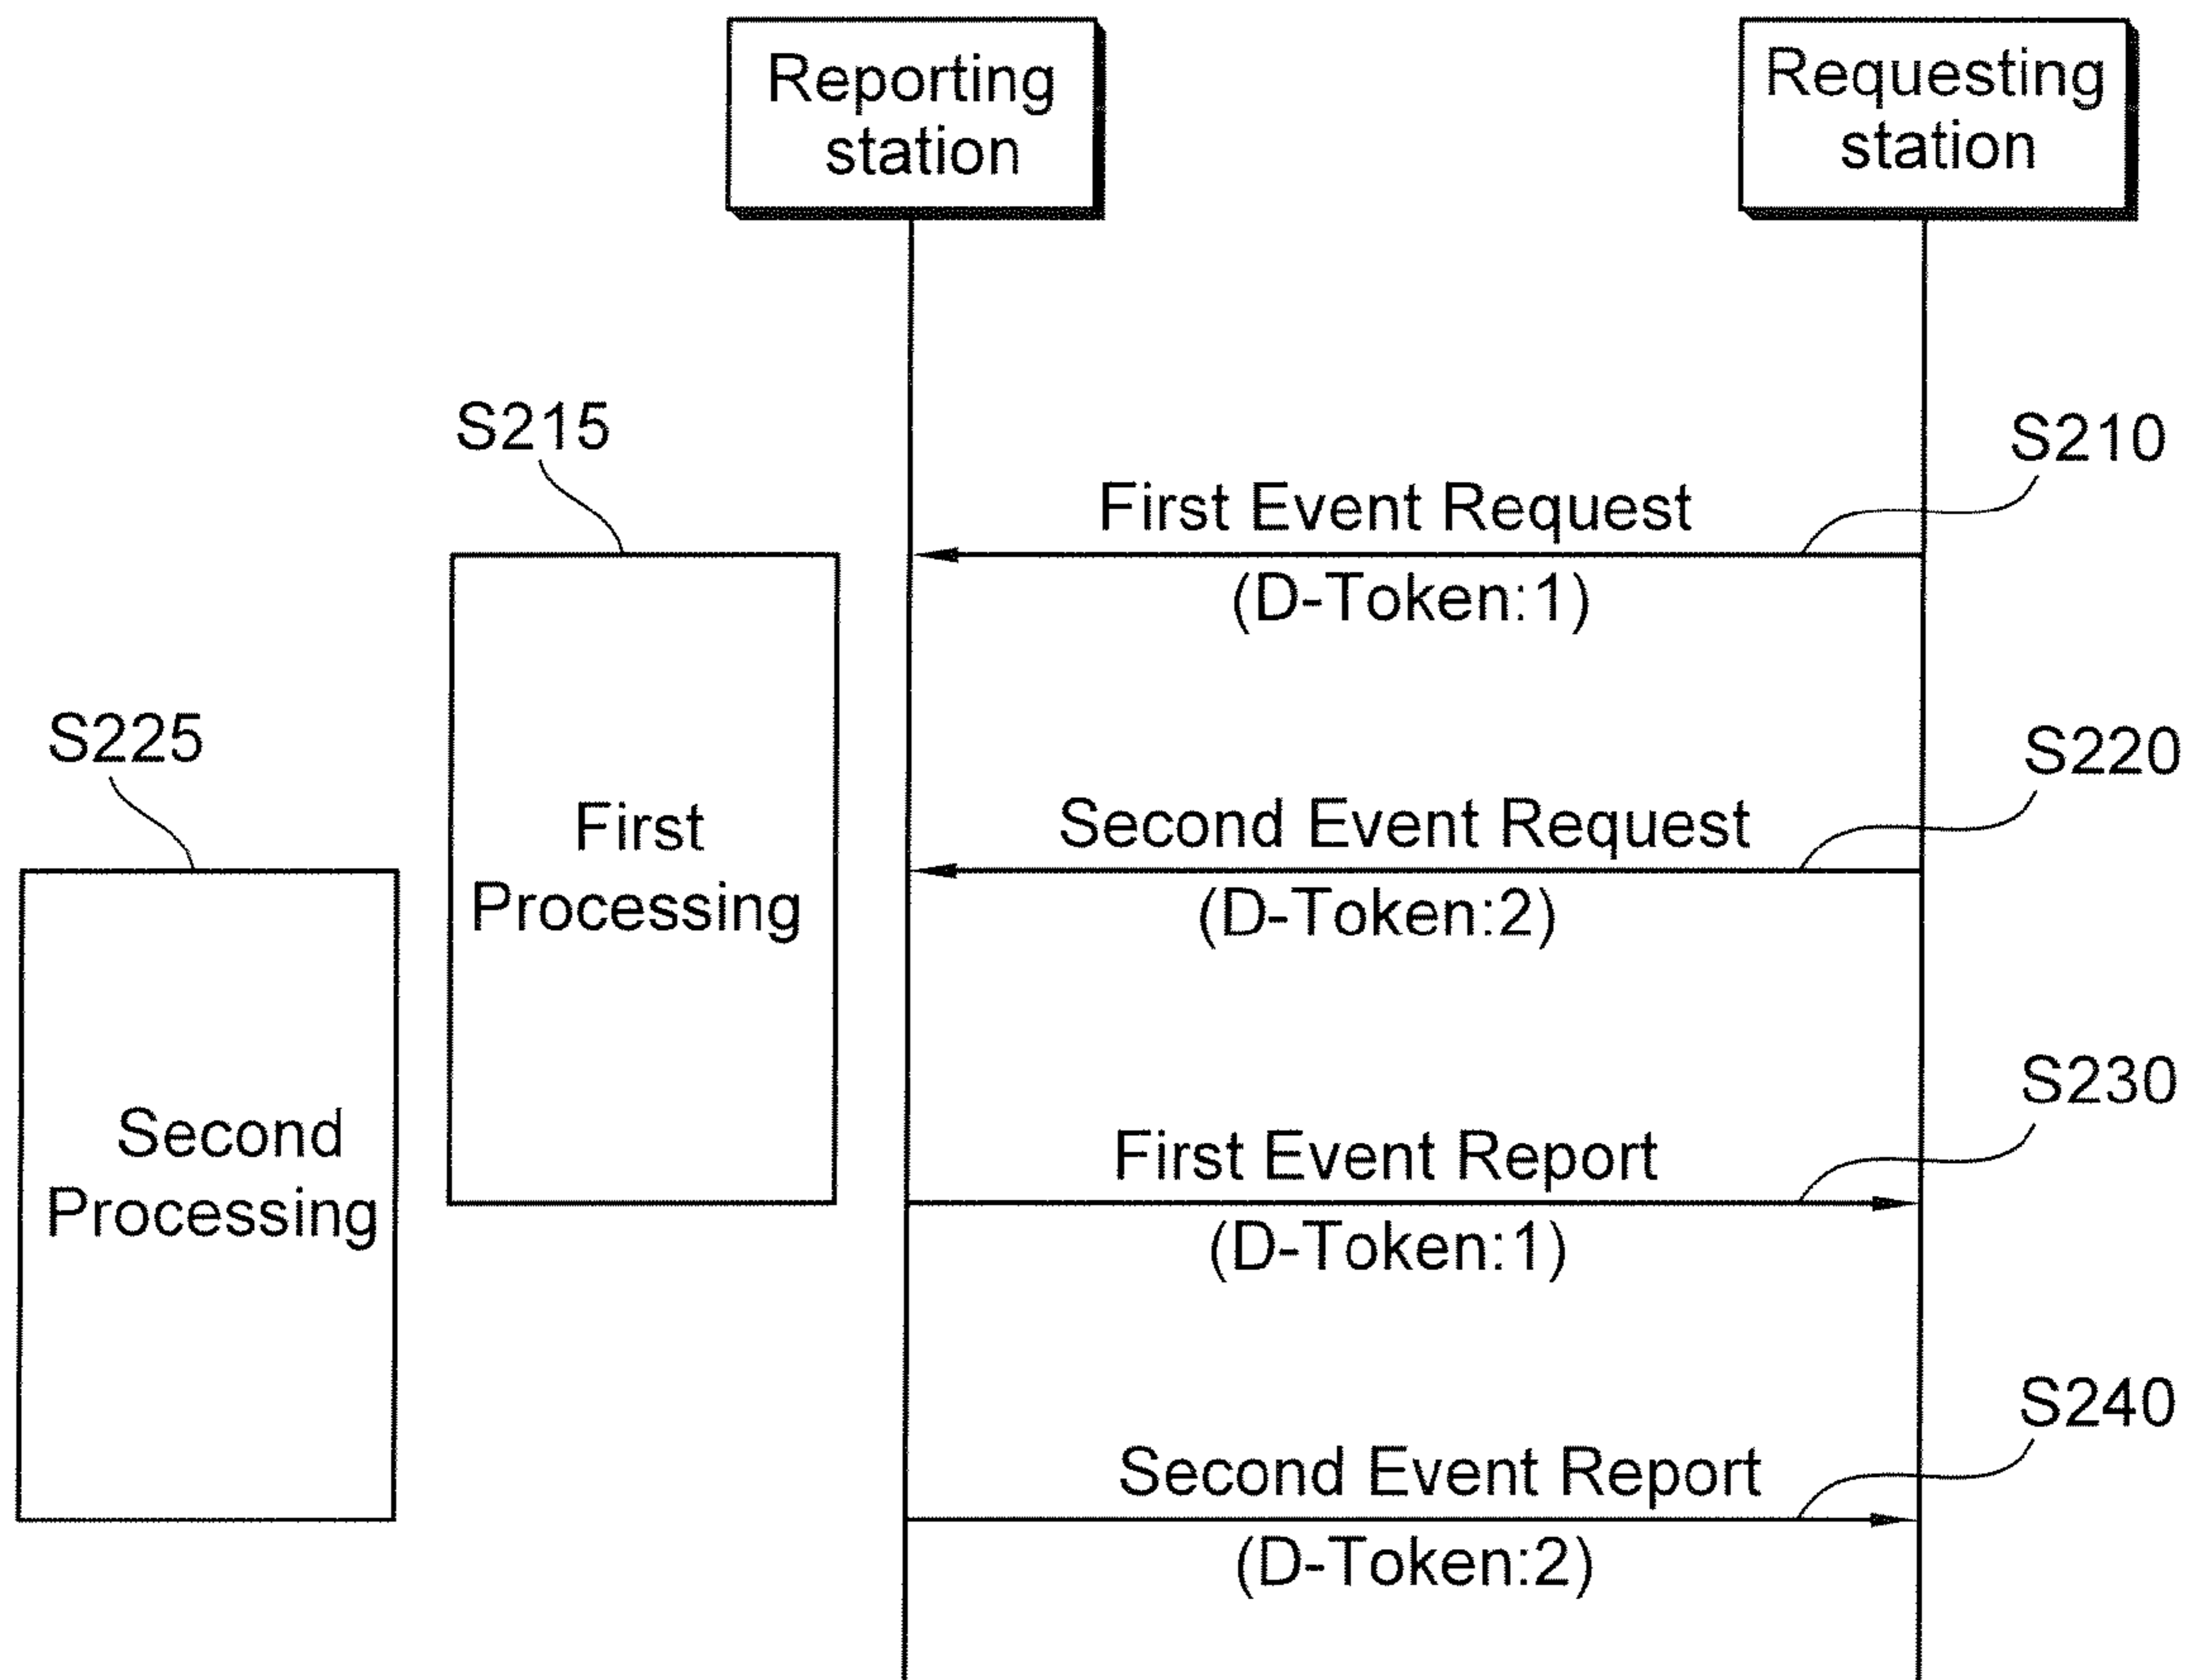 Reporting
station
Requesting
station
S215
S210
First Event Request
(D-Token:1)
S225
S220
First
Processing
Second Event Request
(D-Token:2)
S230
Second
Processing
First Event Report
(D-Token:1)
S240
Second Event Report
(D-Token:2)